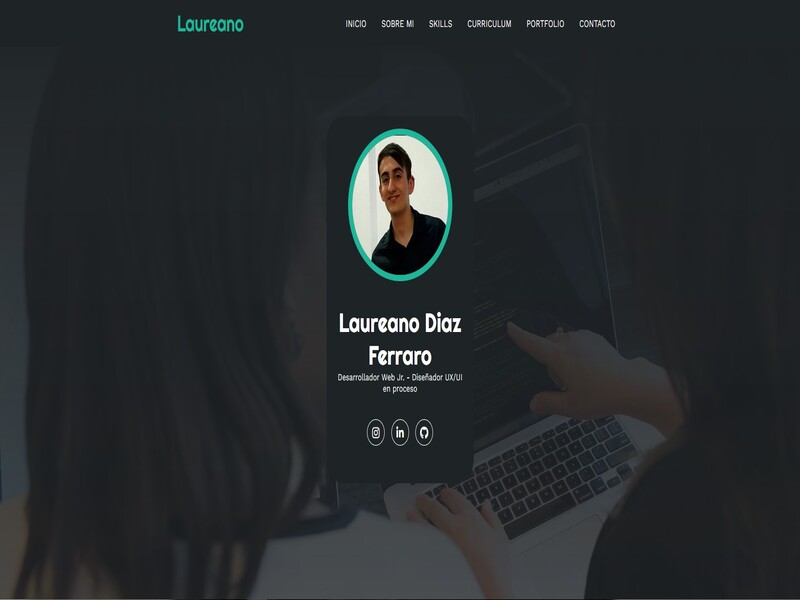 Laureano
INICIO SOBRE MI SKILLS CURRICULUM PORTFOLIO CONTACTO
Laureano Diaz
Ferraro
Desarrollador Web Jr. - Diseñador UX/UI
en proceso